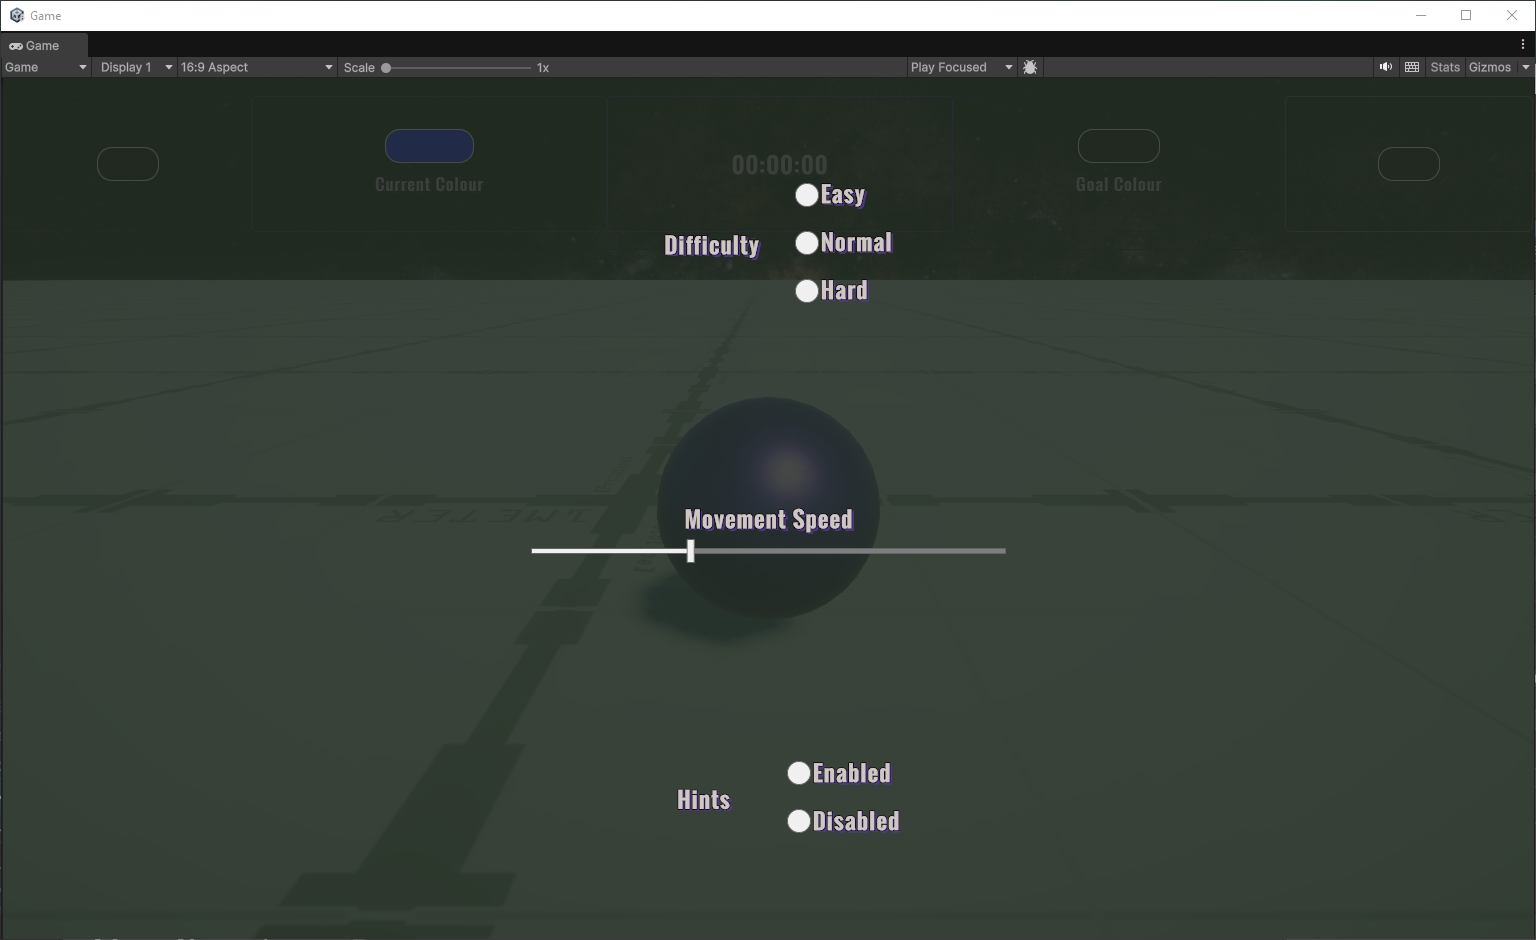 Game
Game
Game
Display 1
16:9 Aspect
Scale
1x
Play Focused
Stats
Gizmos
00:00:00
Current Colour
Goal Colour
Easy
Difficulty
Normal
Hard
1METER
Movement Speed
Enabled
Hints
Disabled